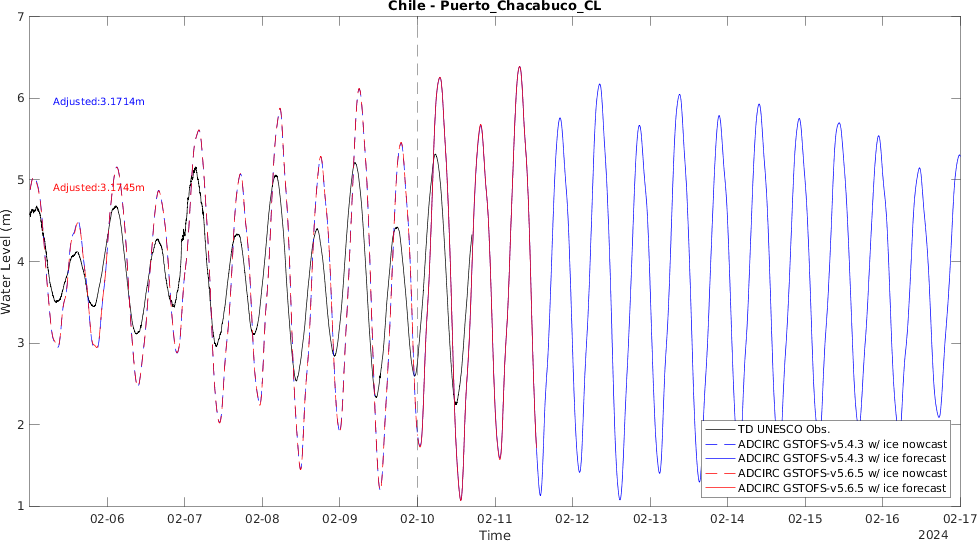 Chile - Puerto_Chacabuco_CL
7
6
5
4
3
2
1
Water Level (m)
Adjusted:3.1714m
Adjusted:3.1745m
TD UNESCO Obs.
ADCIRC GSTOFS-v5.4.3 w/ ice nowcast
ADCIRC GSTOFS-v5.4.3 w/ ice forecast
ADCIRC GSTOFS-v5.6.5 w/ ice nowcast
ADCIRC GSTOFS-v5.6.5 w/ ice forecast
02-06 02-07 02-08 02-09 02-10 02-11 02-12 02-13 02-14 02-15 02-16 02-17
Time
2024